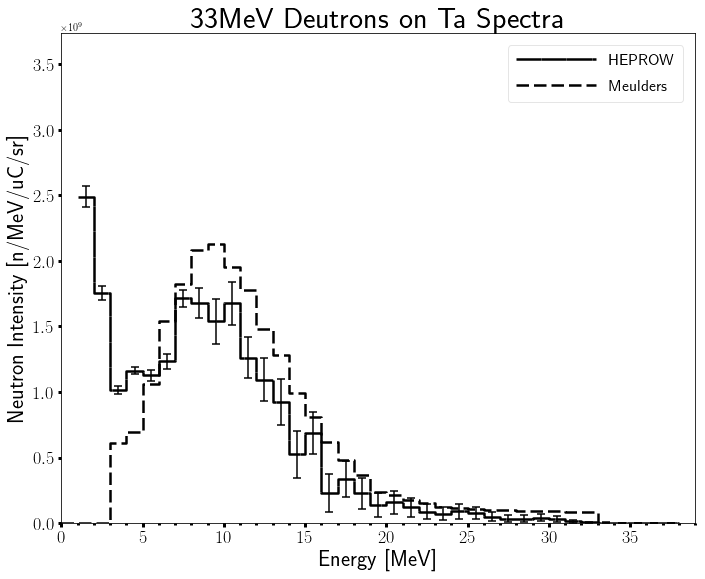 33MeV Deutrons on Ta Spectra
×10⁹
HEPROW
Meulders
3.5
3.0
2.5
2.0
1.5
1.0
0.5
0.0
Neutron Intensity [n/MeV/uC/sr]
0 5 10 15 20 25 30 35
Energy [MeV]